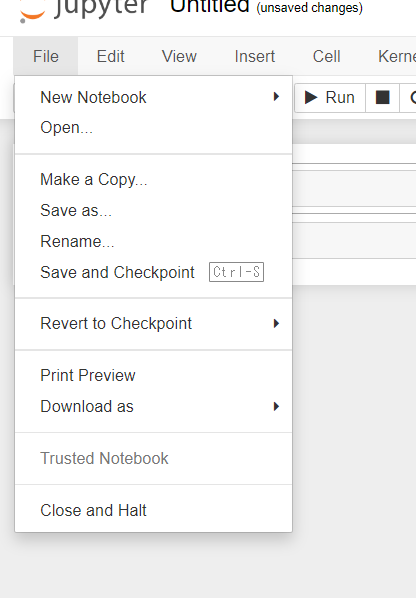 jupyter Untitled (unsaved changes)
File Edit View Insert Cell
Run
New Notebook
Open...
Make a Copy...
Save as...
Rename...
Save and Checkpoint Ctrl-S
Revert to Checkpoint
Print Preview
Download as
Trusted Notebook
Close and Halt